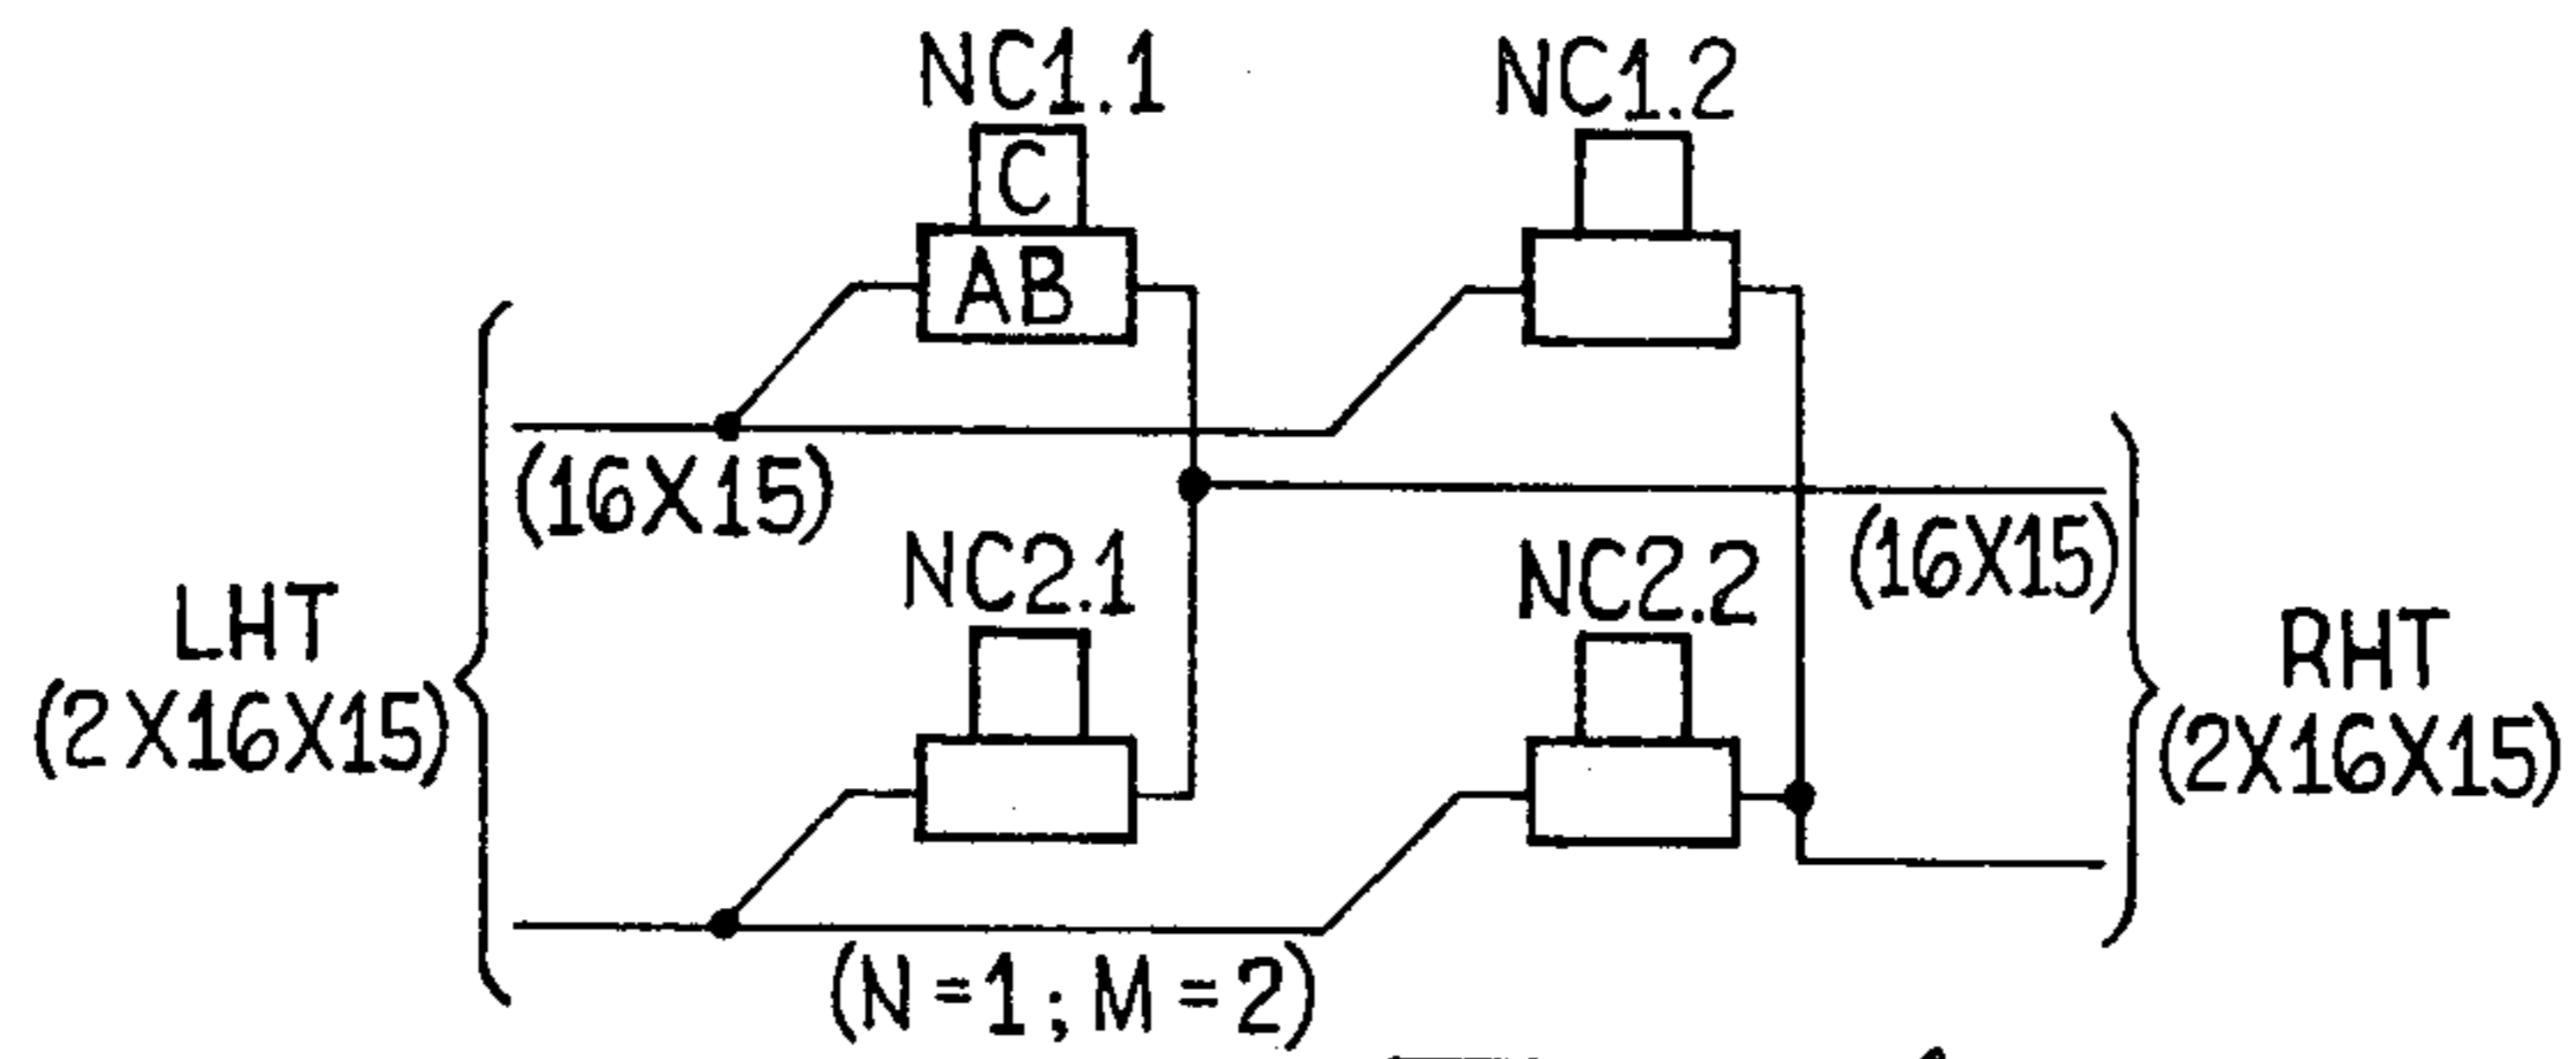 NC1.1
NC1.2
C
AB
(16X15)
(16X15)
NC2.1
NC2.2
LHT
(2X16X15)
RHT
(2X16X15)
(N=1; M=2)